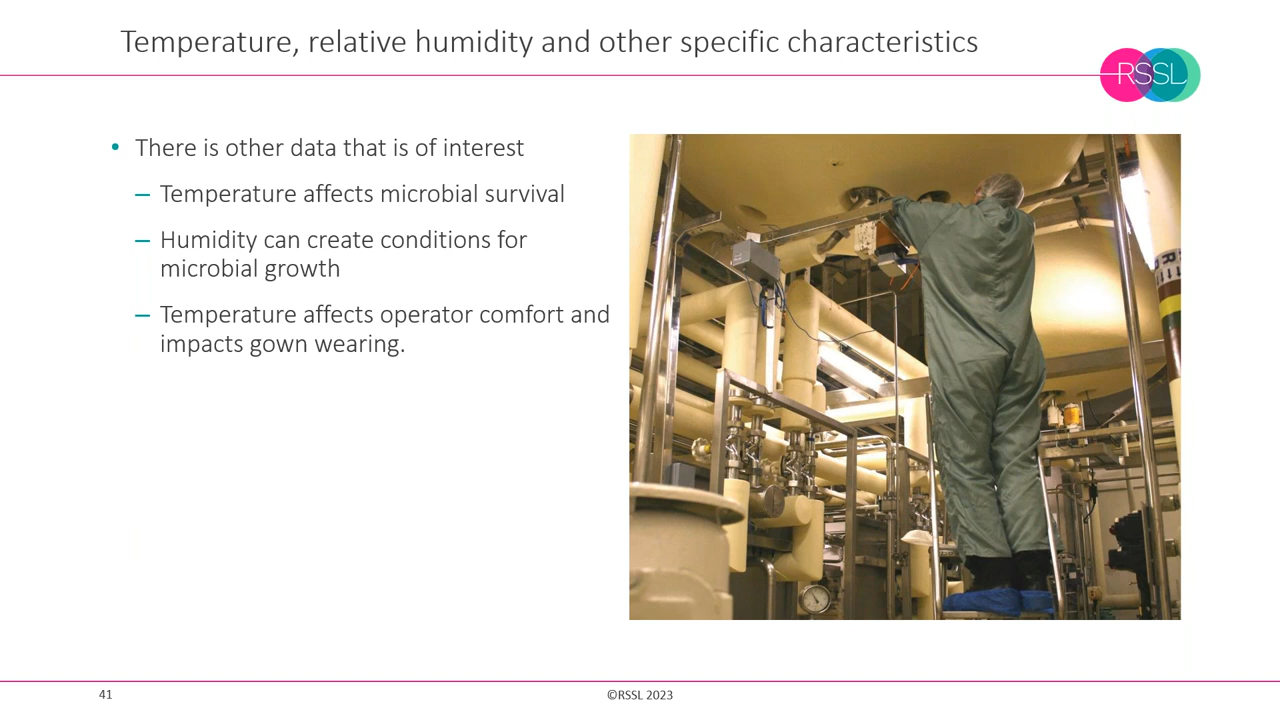 Temperature, relative humidity and other specific characteristics
RSSL
• There is other data that is of interest
– Temperature affects microbial survival
– Humidity can create conditions for
microbial growth
– Temperature affects operator comfort and
impacts gown wearing.
41
©RSSL 2023